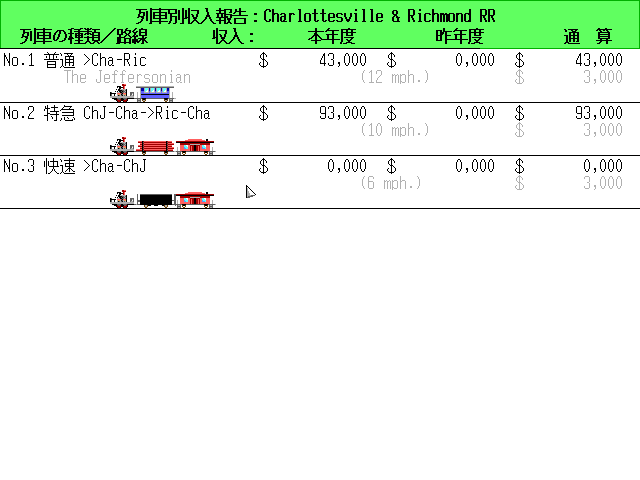 列車別収入報告：Charlottesville & Richmond RR
列車の種類／路線 収入： 本年度 昨年度 通 算
No.1 普通 >Cha-Ric $ 43,000 $ 0,000 $ 43,000
The Jeffersonian (12 mph.) $ 3,000
No.2 特急 ChJ-Cha->Ric-Cha $ 93,000 $ 0,000 $ 93,000
(10 mph.) $ 3,000
No.3 快速 >Cha-ChJ $ 0,000 $ 0,000 $ 0,000
(6 mph.) $ 3,000